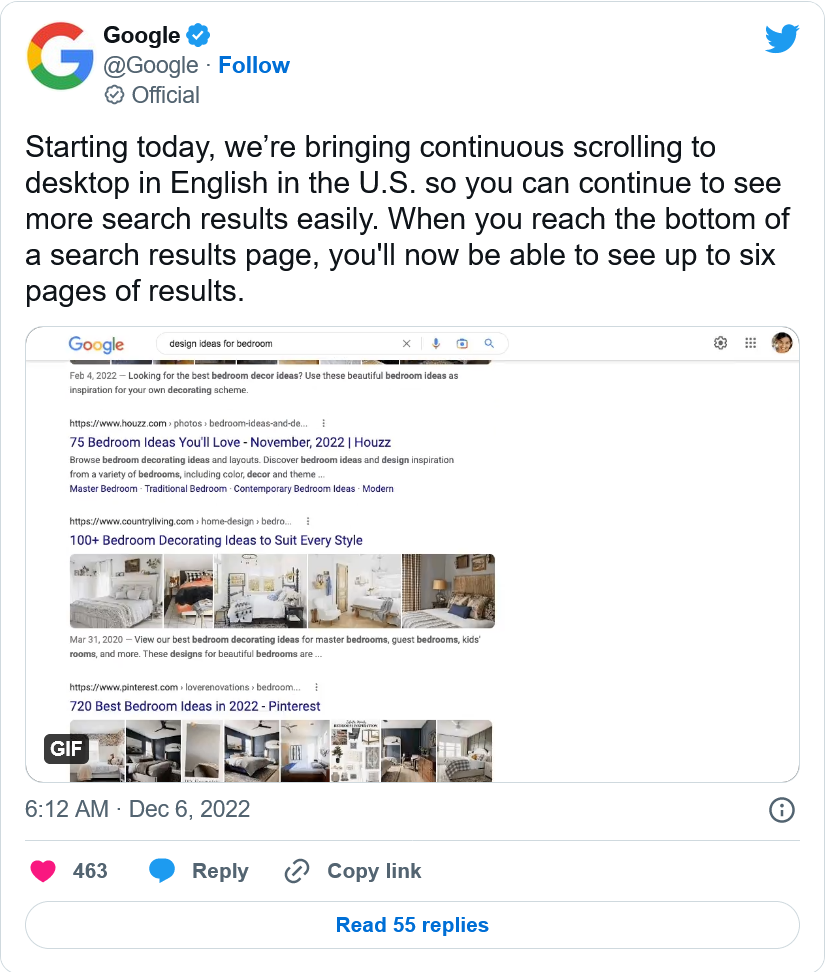 Google
@Google · Follow
Official
Starting today, we’re bringing continuous scrolling to
desktop in English in the U.S. so you can continue to see
more search results easily. When you reach the bottom of
a search results page, you'll now be able to see up to six
pages of results.
Google design ideas for bedroom
Feb 4, 2022 — Looking for the best bedroom decor ideas? Use these beautiful bedroom ideas as
inspiration for your own decorating scheme.
https://www.houzz.com › photos › bedroom-ideas-and-de...
75 Bedroom Ideas You'll Love - November, 2022 | Houzz
Browse bedroom decorating ideas and layouts. Discover bedroom ideas and design inspiration
from a variety of bedrooms, including color, decor and theme ...
Master Bedroom · Traditional Bedroom · Contemporary Bedroom Ideas · Modern
https://www.countryliving.com › home-design › bedro...
100+ Bedroom Decorating Ideas to Suit Every Style
Mar 31, 2020 — View our best bedroom decorating ideas for master bedrooms, guest bedrooms, kids'
rooms, and more. These designs for beautiful bedrooms are ...
https://www.pinterest.com › loverenovations › bedroom...
720 Best Bedroom Ideas in 2022 - Pinterest
GIF
6:12 AM · Dec 6, 2022
463 Reply Copy link
Read 55 replies